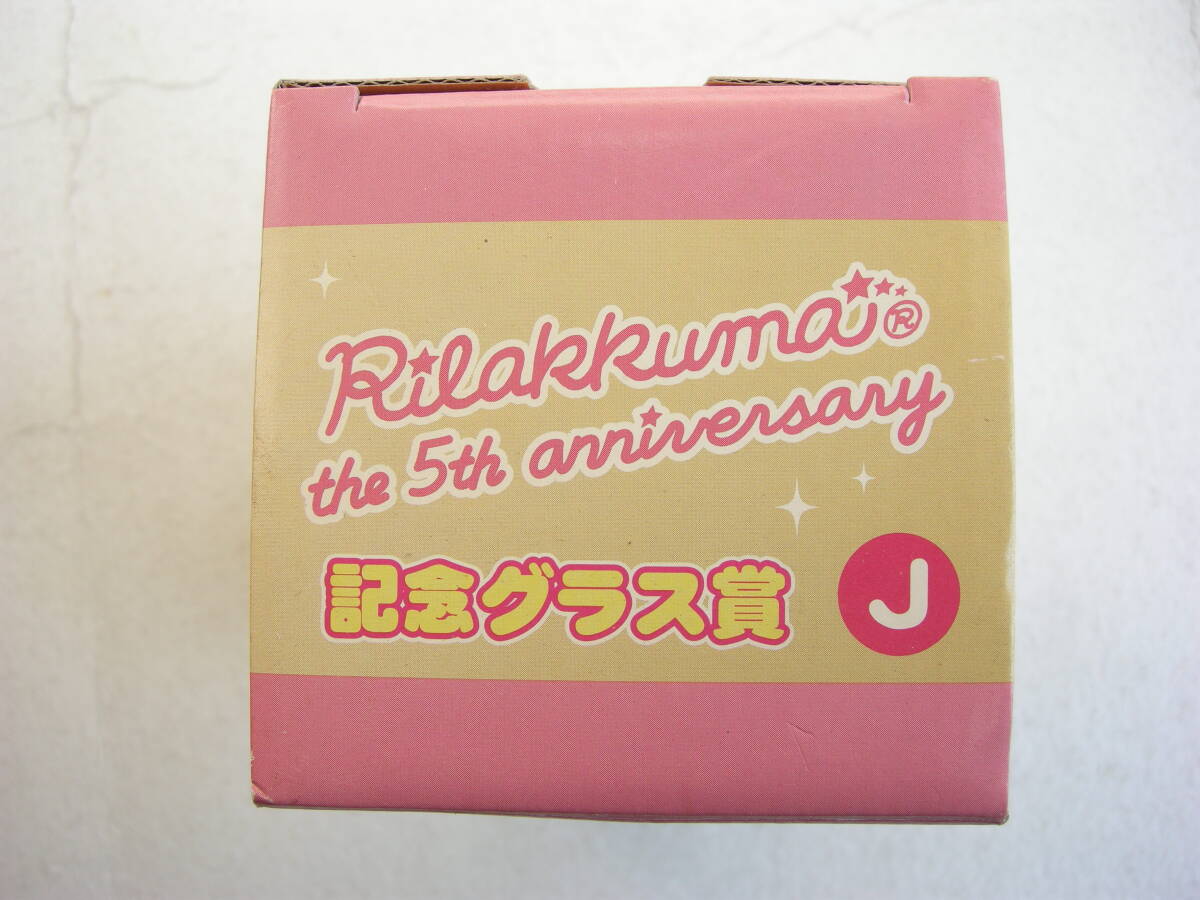 Rilakkuma®
the 5th anniversary
記念グラス賞 J